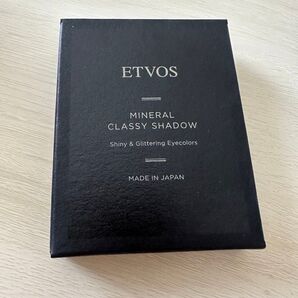 ETVOS
MINERAL
CLASSY SHADOW
Shiny & Glittering Eyecolors
MADE IN JAPAN